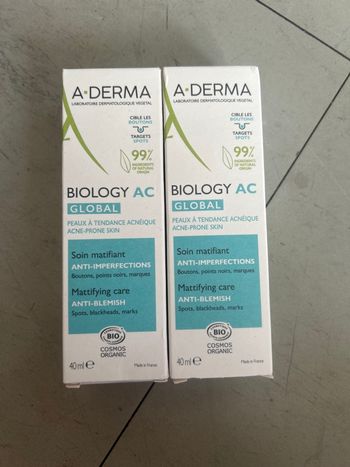 A-DERMA
LABORATOIRE DERMATOLOGIQUE VEGETAL
CIBLE LES
BOUTONS
TARGETS
SPOTS
99%
INGREDIENTS
OF NATURAL
ORIGIN
BIOLOGY AC
GLOBAL
PEAUX À TENDANCE ACNÉIQUE
ACNE-PRONE SKIN
Soin matifiant
ANTI-IMPERFECTIONS
Boutons, points noirs, marques
Mattifying care
ANTI-BLEMISH
Spots, blackheads, marks
BIO
COSMOS
ORGANIC
40 ml e
Made in France
A-DERMA
LABORATOIRE DERMATOLOGIQUE VEGETAL
CIBLE LES
BOUTONS
TARGETS
SPOTS
99%
INGREDIENTS
OF NATURAL
ORIGIN
BIOLOGY AC
GLOBAL
PEAUX À TENDANCE ACNÉIQUE
ACNE-PRONE SKIN
Soin matifiant
ANTI-IMPERFECTIONS
Boutons, points noirs, marques
Mattifying care
ANTI-BLEMISH
Spots, blackheads, marks
BIO
COSMOS
ORGANIC
40 ml e
Made in France